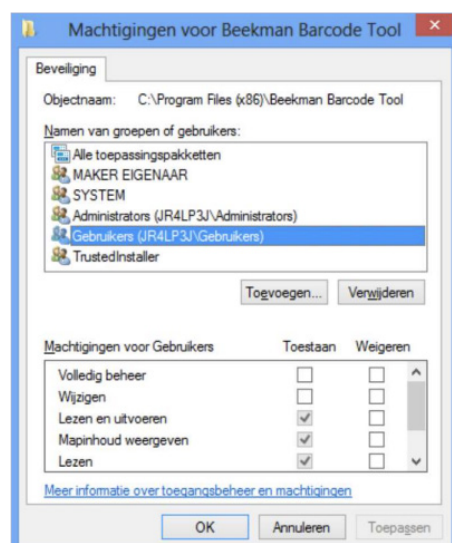 Machtigingen voor Beekman Barcode Tool
Beveiliging
Objectnaam: C:\Program Files (x86)\Beekman Barcode Tool
Namen van groepen of gebruikers:
Alle toepassingspakketten
MAKER EIGENAAR
SYSTEM
Administrators (JR4LP3J\Administrators)
Gebruikers (JR4LP3J\Gebruikers)
TrustedInstaller
Toevoegen... Verwijderen
Machtigingen voor Gebruikers Toestaan Weigeren
Volledig beheer
Wijzigen
Lezen en uitvoeren
Mapinhoud weergeven
Lezen
Meer informatie over toegangsbeheer en machtigingen
OK Annuleren Toepassen